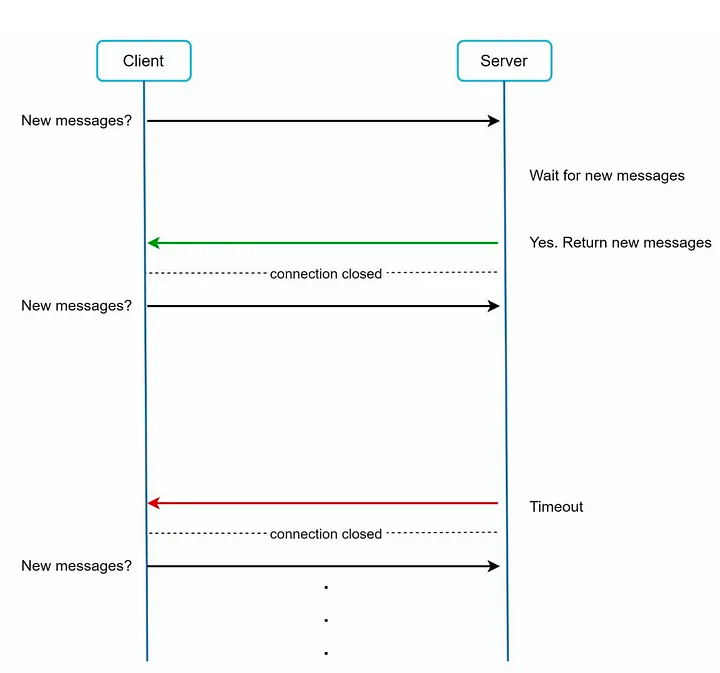 Client
Server
New messages?
Wait for new messages
Yes. Return new messages
connection closed
New messages?
Timeout
connection closed
New messages?